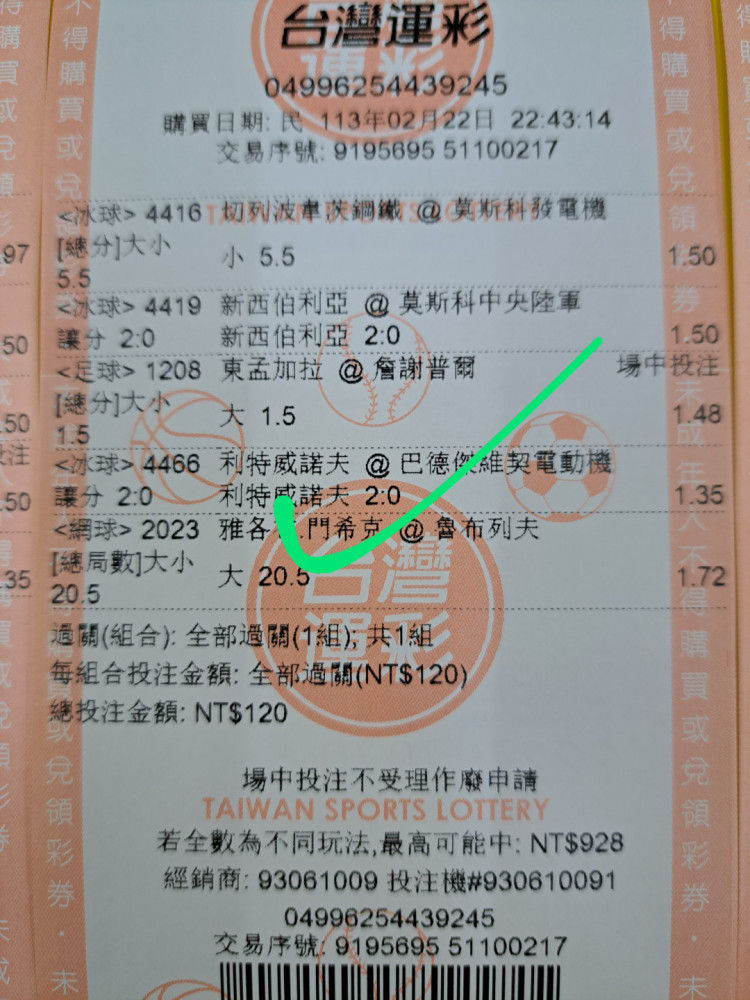 台灣運彩
04996254439245
購買日期: 民 113年02月22日 22:43:14
交易序號: 9195695 51100217
<冰球> 4416 切列波韋茨鋼鐵 @ 莫斯科發電機
[總分]大小 小 5.5 1.50
5.5
<冰球> 4419 新西伯利亞 @ 莫斯科中央陸軍
讓分 2:0 新西伯利亞 2:0 1.50
<足球> 1208 東孟加拉 @ 詹謝普爾 場中投注
[總分]大小 大 1.5 1.48
1.5
<冰球> 4466 利特威諾夫 @ 巴德傑維契電動機
讓分 2:0 利特威諾夫 2:0 1.35
<網球> 2023 雅各 門希克 @ 魯布列夫
[總局數]大小 大 20.5 1.72
20.5
過關(組合): 全部過關(1組); 共1組
每組合投注金額: 全部過關(NT$120)
總投注金額: NT$120
台灣運彩
場中投注不受理作廢申請
TAIWAN SPORTS LOTTERY
若全數為不同玩法,最高可能中: NT$928
經銷商: 93061009 投注機#930610091
04996254439245
交易序號: 9195695 51100217